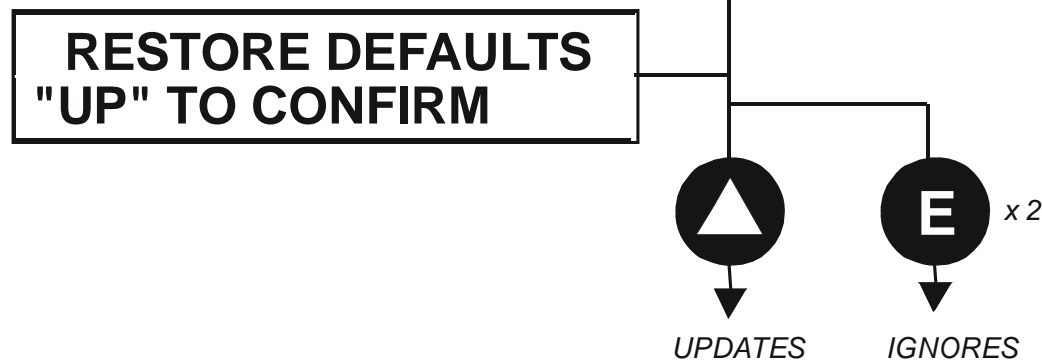 RESTORE DEFAULTS
"UP" TO CONFIRM
E x 2
UPDATES IGNORES